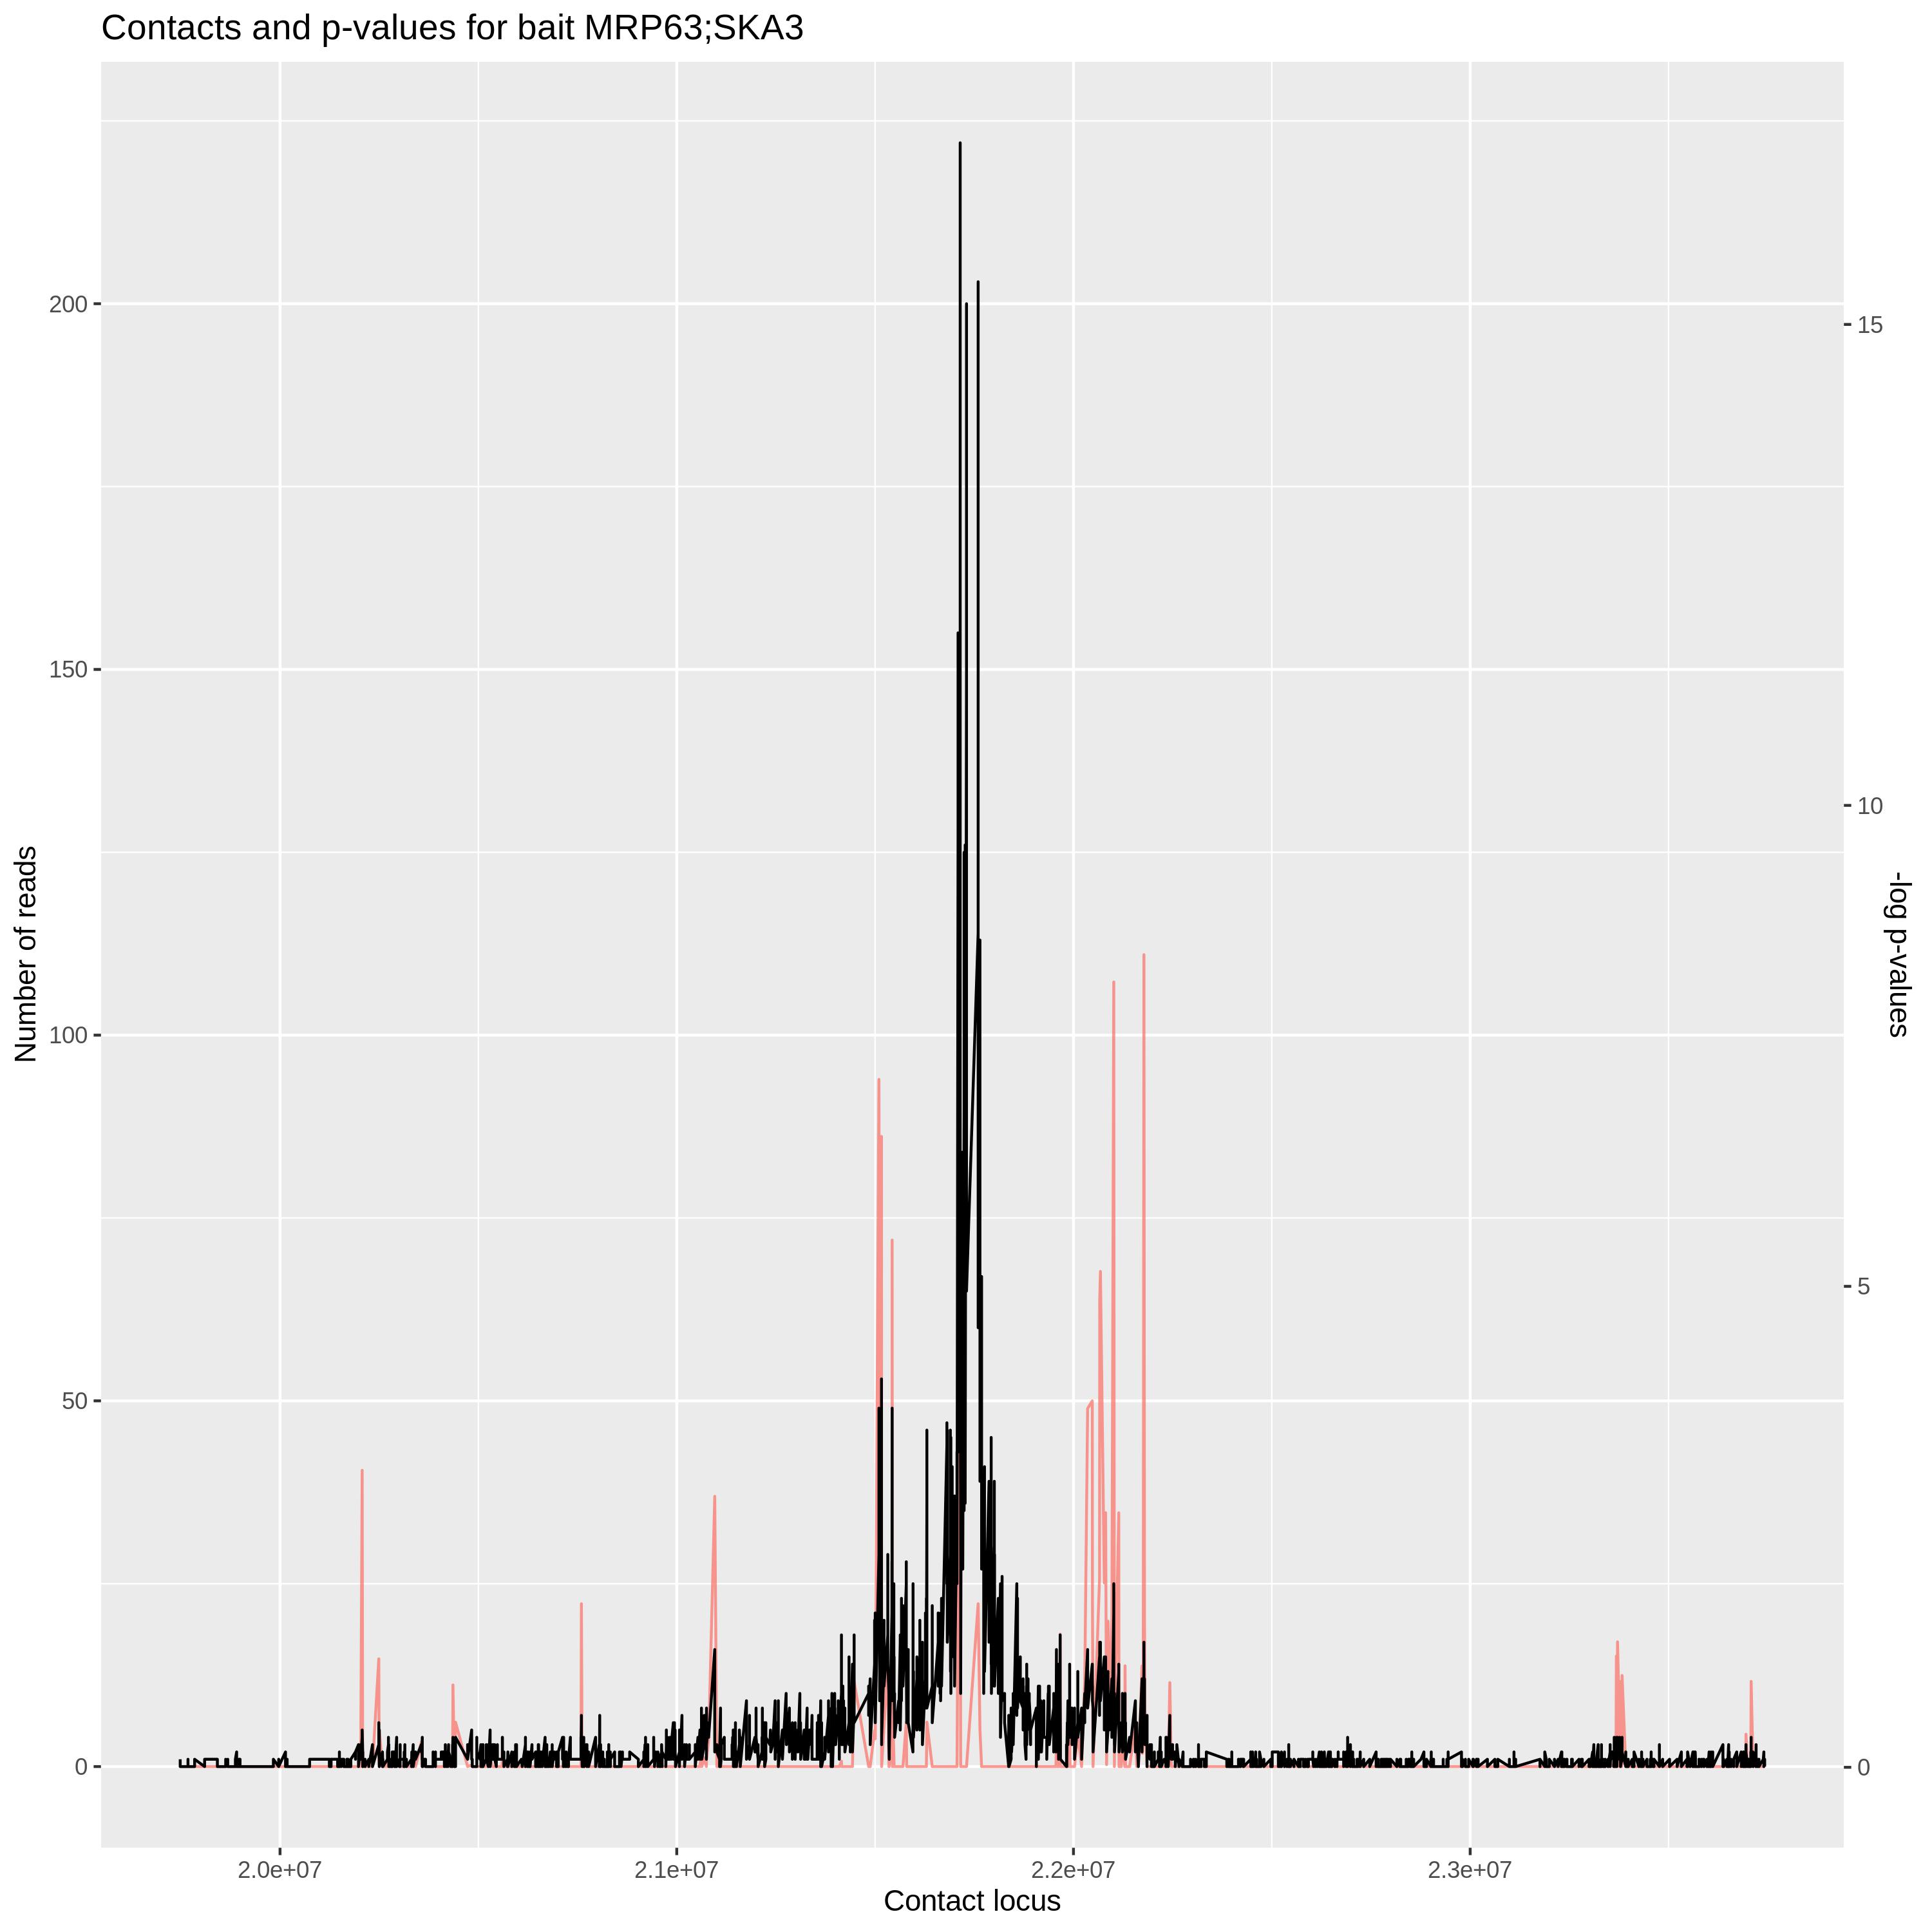 Contacts and p-values for bait MRP63;SKA3
200
150
100
50
0
Number of reads
15
10
5
0
-log p-values
2.0e+07
2.1e+07
2.2e+07
2.3e+07
Contact locus